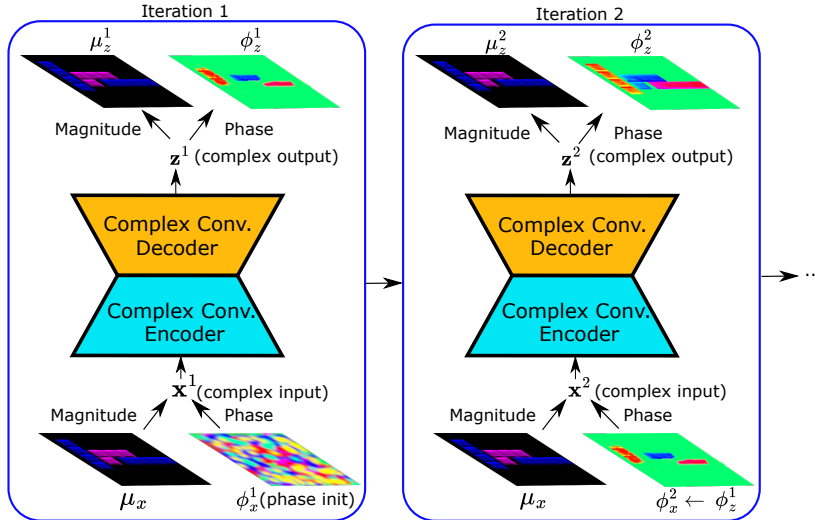 Iteration 1
μ_z^1
ϕ_z^1
Magnitude
Phase
z^1 (complex output)
Complex Conv.
Decoder
Complex Conv.
Encoder
x^1 (complex input)
Magnitude
Phase
μ_x
ϕ_x^1 (phase init)
Iteration 2
μ_z^2
ϕ_z^2
Magnitude
Phase
z^2 (complex output)
Complex Conv.
Decoder
Complex Conv.
Encoder
x^2 (complex input)
Magnitude
Phase
μ_x
ϕ_x^2 ← ϕ_z^1
..